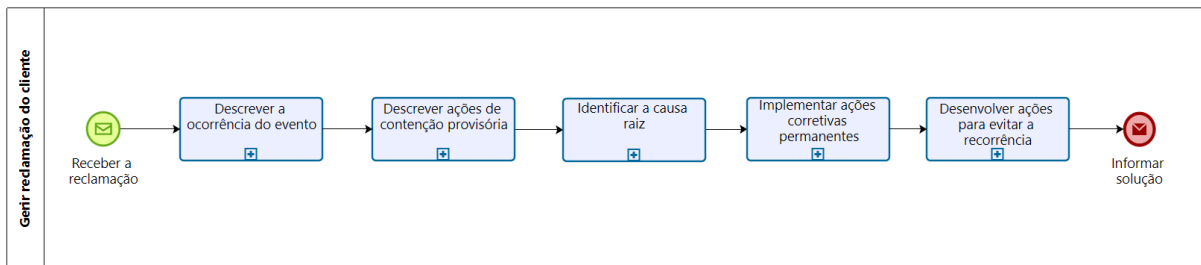 Gerir reclamação do cliente
Receber a
reclamação
Descrever a
ocorrência do evento
Descrever ações de
contenção provisória
Identificar a causa
raiz
Implementar ações
corretivas
permanentes
Desenvolver ações
para evitar a
recorrência
Informar
solução